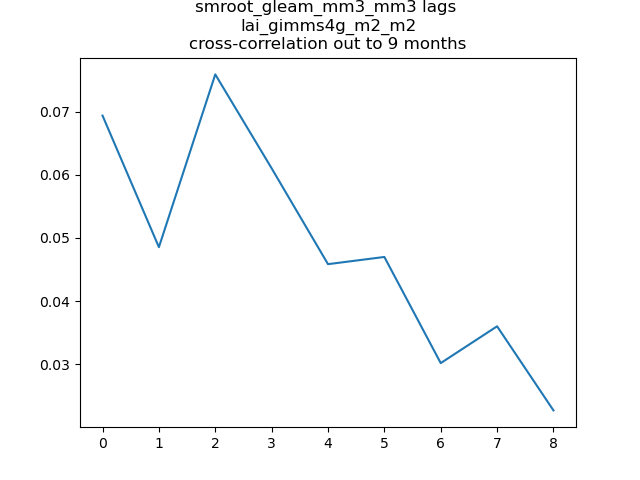 smroot_gleam_mm3_mm3 lags
lai_gimms4g_m2_m2
cross-correlation out to 9 months
0.07
0.06
0.05
0.04
0.03
0 1 2 3 4 5 6 7 8